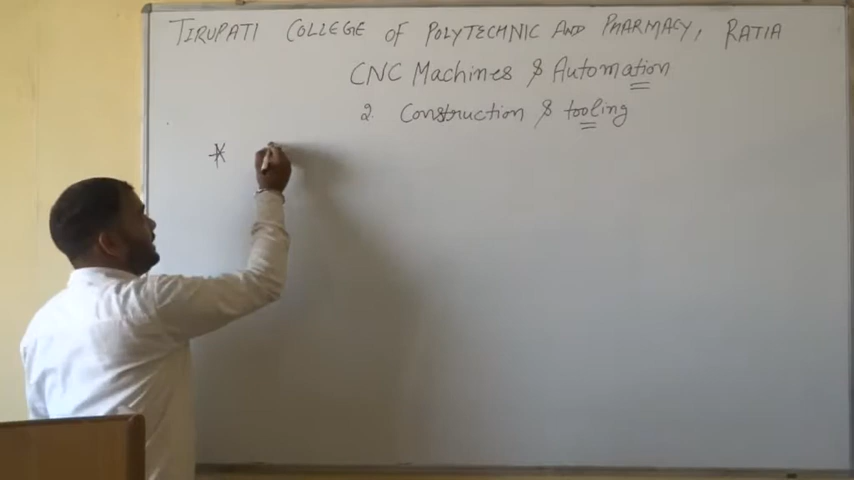 TIRUPATI COLLEGE OF POLYTECHNIC AND PHARMACY, RATIA
CNC Machines & Automation
2. Construction & tooling
*